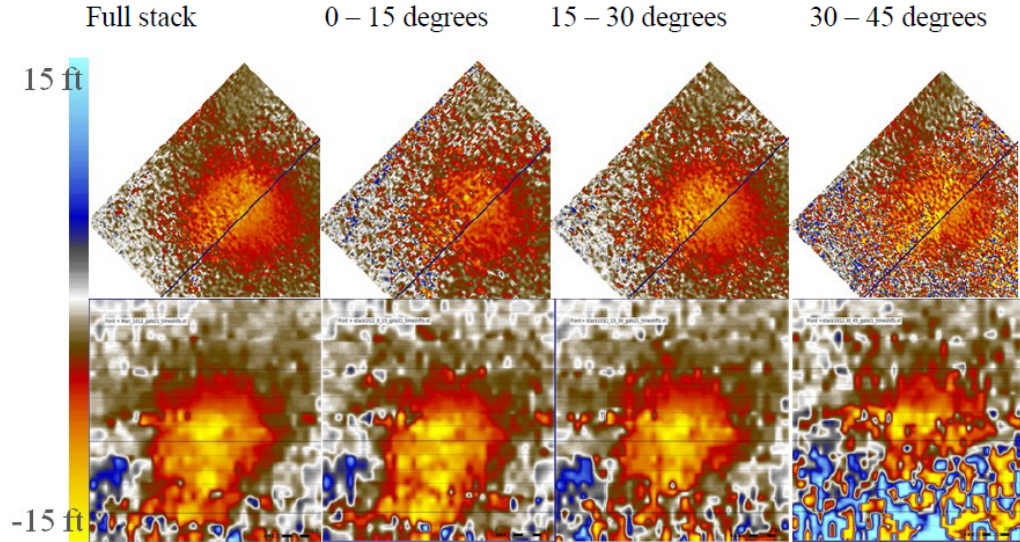 Full stack
0 – 15 degrees
15 – 30 degrees
30 – 45 degrees
15 ft
-15 ft